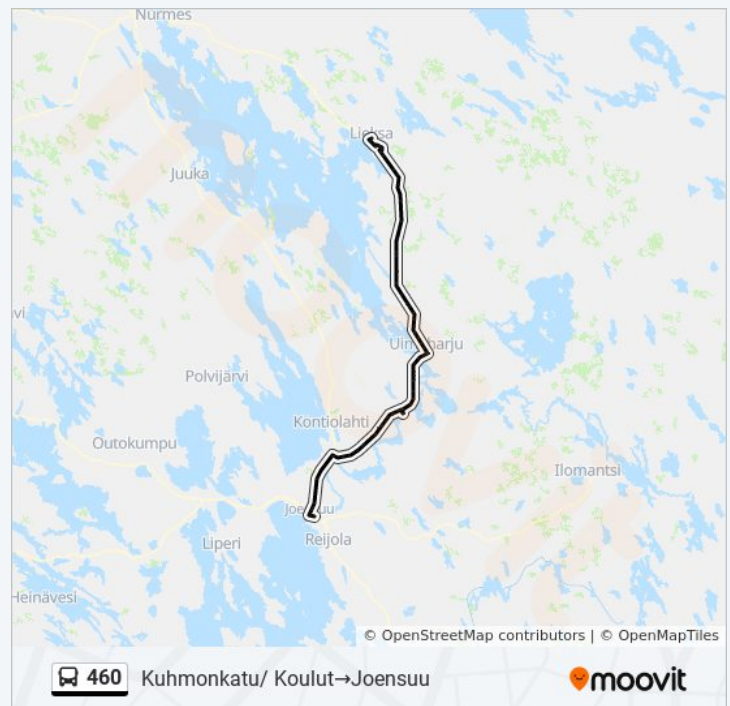 Nurmes
Lieksa
Juuka
vi
Uimaharju
Polvijärvi
Kontiolahti
Outokumpu
Ilomantsi
Joensuu
Liperi
Reijola
Heinävesi
© OpenStreetMap contributors | © OpenMapTiles
460 Kuhmonkatu/ Koulut→Joensuu moovit